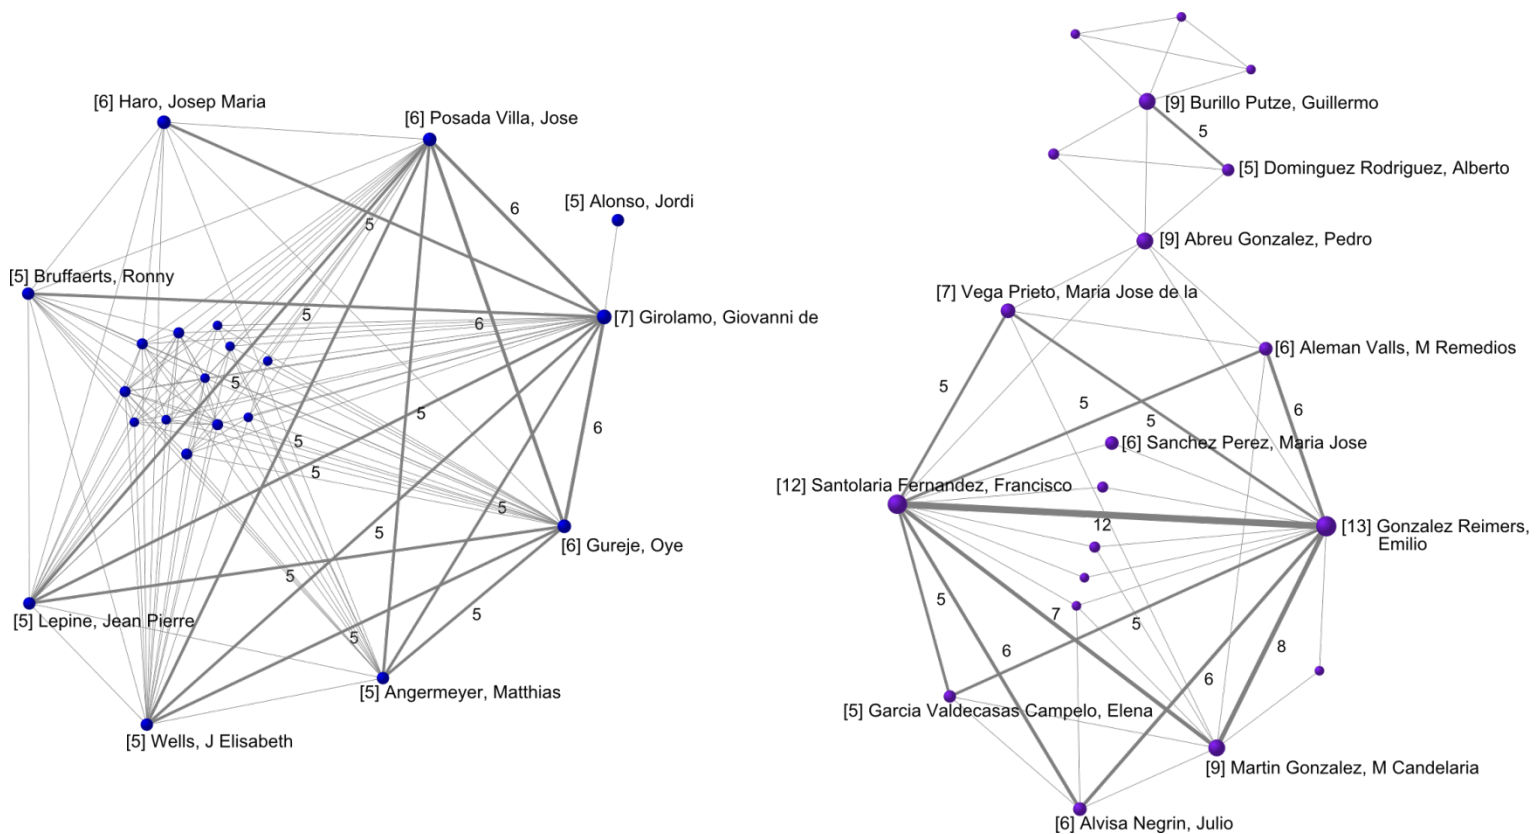 [6] Haro, Josep Maria
[6] Posada Villa, Jose
[5] Alonso, Jordi
5
6
[5] Bruffaerts, Ronny
5
6
[7] Girolamo, Giovanni de
5
5
6
5
5
5
5
[6] Gureje, Oye
5
5
5
[5] Lepine, Jean Pierre
[5] Angermeyer, Matthias
[5] Wells, J Elisabeth
[9] Burillo Putze, Guillermo
5
[5] Dominguez Rodriguez, Alberto
[9] Abreu Gonzalez, Pedro
[7] Vega Prieto, Maria Jose de la
[6] Aleman Valls, M Remedios
5
5
5
6
[6] Sanchez Perez, Maria Jose
[12] Santolaria Fernandez, Francisco
12
[13] Gonzalez Reimers,
Emilio
5
7
5
6
8
6
[5] Garcia Valdecasas Campelo, Elena
[9] Martin Gonzalez, M Candelaria
[6] Alvisa Negrin, Julio